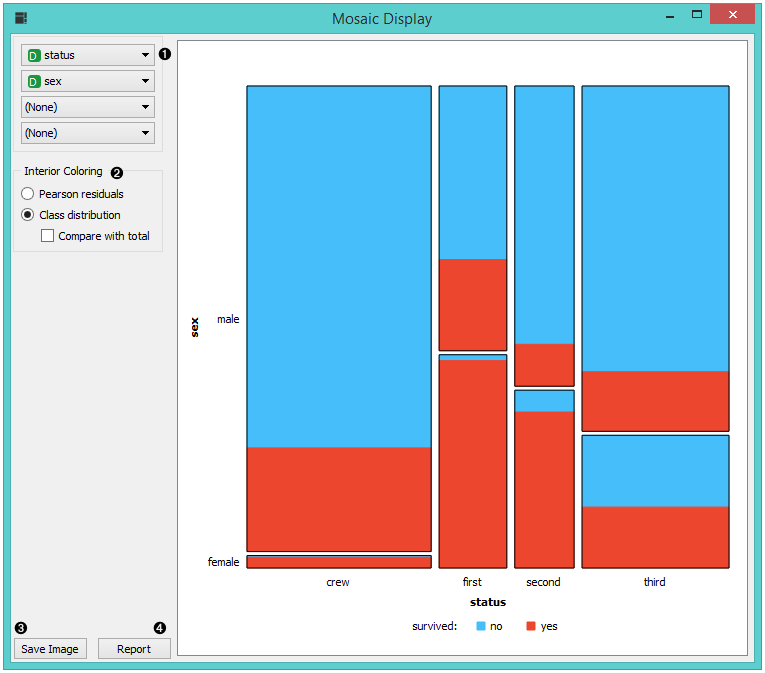 Mosaic Display
D status
1
D sex
(None)
(None)
Interior Coloring 2
Pearson residuals
Class distribution
Compare with total
sex
male
female
crew first second third
status
survived: no yes
3 4
Save Image Report